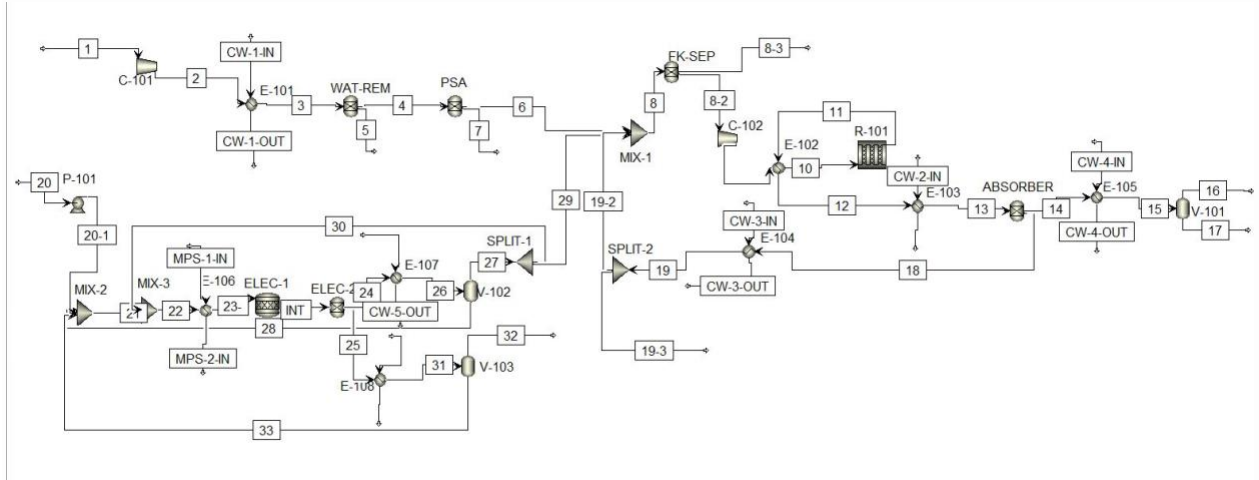 1
C-101
2
CW-1-IN
E-101
CW-1-OUT
3
WAT-REM
4
5
PSA
6
7
MIX-1
8
FK-SEP
8-3
8-2
C-102
11
E-102
10
R-101
CW-2-IN
12
E-103
13
ABSORBER
14
CW-4-IN
E-105
CW-4-OUT
15
16
17
V-101
20
P-101
20-1
30
29
19-2
CW-3-IN
E-104
CW-3-OUT
SPLIT-2
19
18
19-3
MPS-1-IN
E-106
MPS-2-IN
MIX-2
MIX-3
22
23-
ELEC-1
INT
28
24
E-107
CW-5-OUT
26
SPLIT-1
27
V-102
25
E-108
31
32
V-103
33